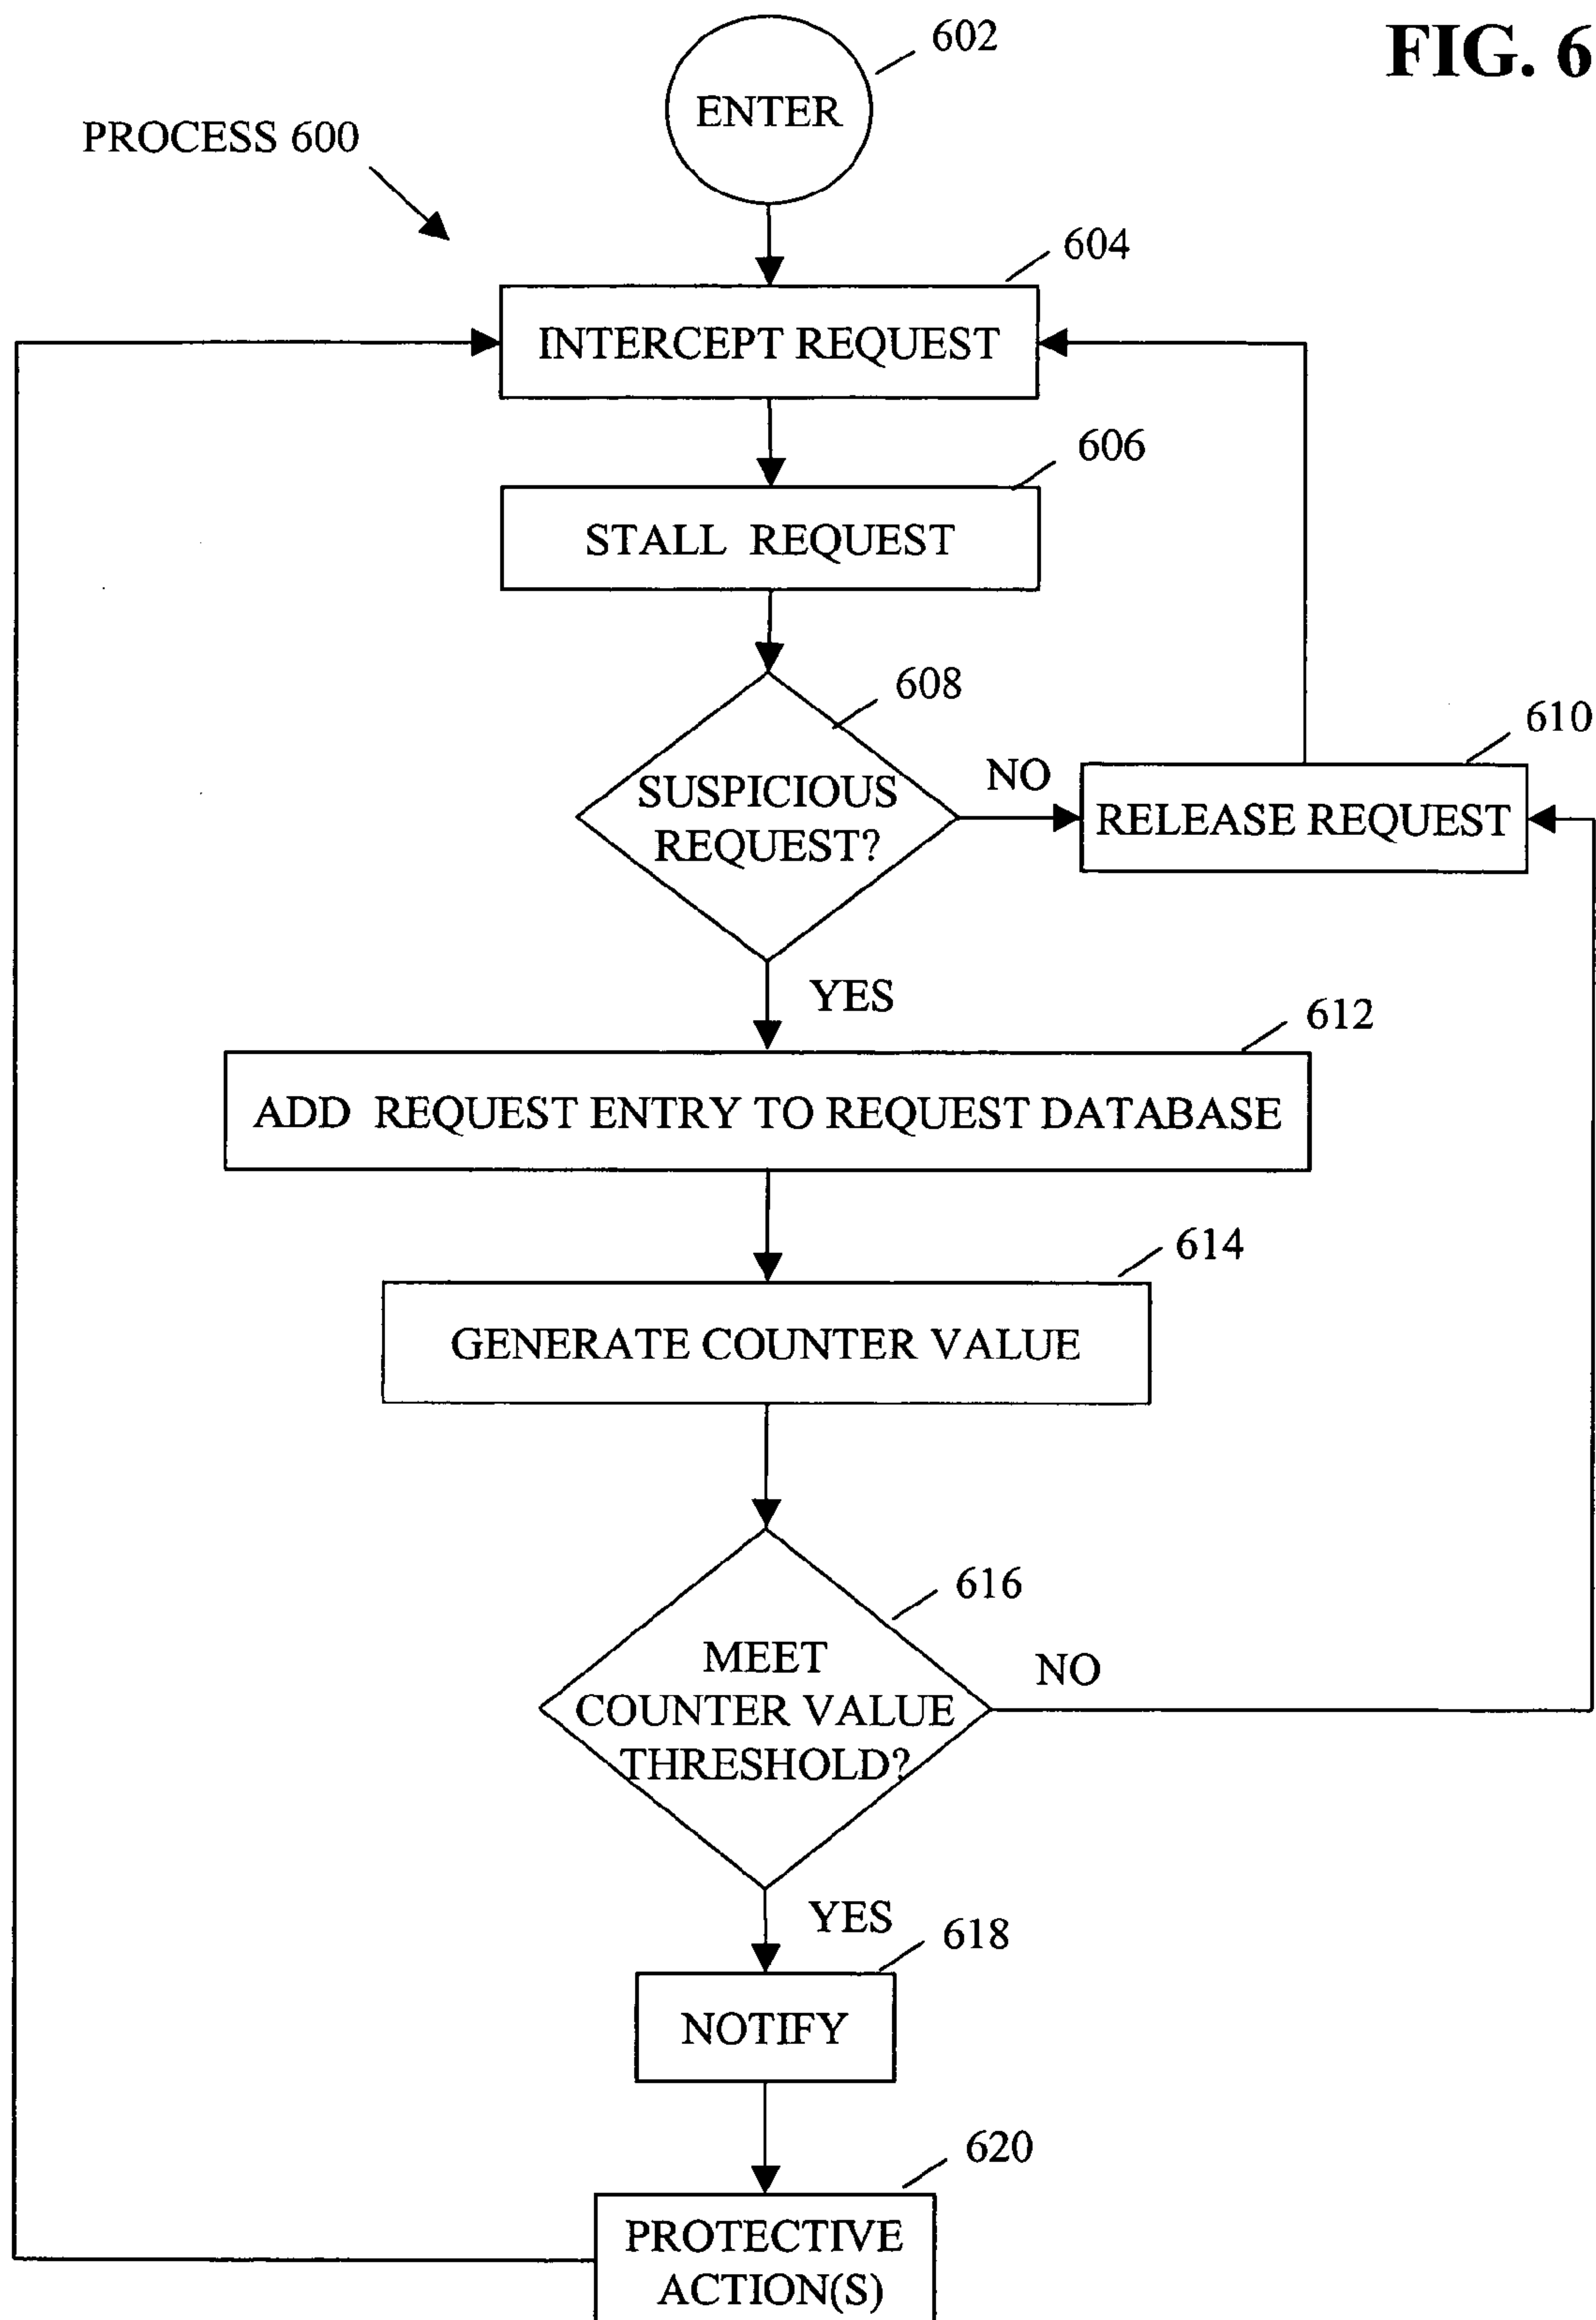 FIG. 6
602
ENTER
PROCESS 600
604
INTERCEPT REQUEST
606
STALL REQUEST
608
SUSPICIOUS
REQUEST?
NO
610
RELEASE REQUEST
YES
612
ADD REQUEST ENTRY TO REQUEST DATABASE
614
GENERATE COUNTER VALUE
616
MEET
COUNTER VALUE
THRESHOLD?
NO
YES
618
NOTIFY
620
PROTECTIVE
ACTION(S)